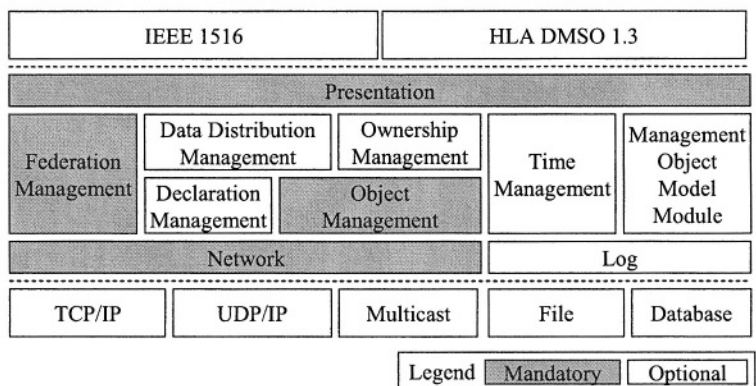 IEEE 1516
HLA DMSO 1.3
Presentation
Federation
Management
Data Distribution
Management
Ownership
Management
Declaration
Management
Object
Management
Time
Management
Management
Object
Model
Module
Network
Log
TCP/IP
UDP/IP
Multicast
File
Database
Legend
Mandatory
Optional